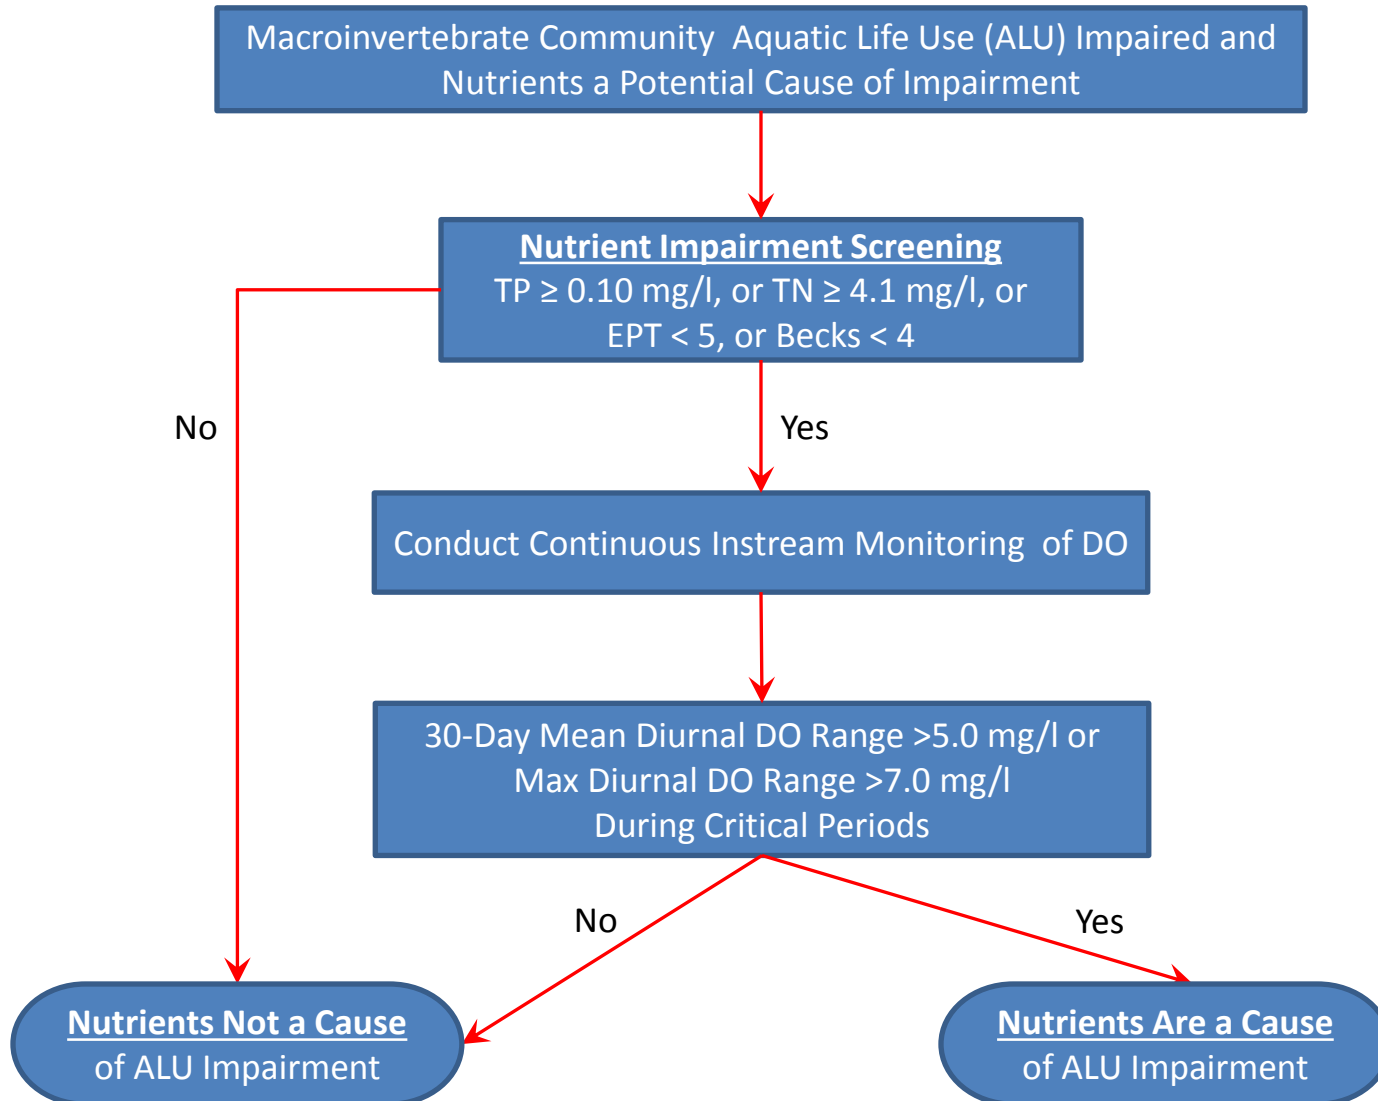 Macroinvertebrate Community Aquatic Life Use (ALU) Impaired and
Nutrients a Potential Cause of Impairment
Nutrient Impairment Screening
TP ≥ 0.10 mg/l, or TN ≥ 4.1 mg/l, or
EPT < 5, or Becks < 4
No
Yes
Conduct Continuous Instream Monitoring of DO
30-Day Mean Diurnal DO Range >5.0 mg/l or
Max Diurnal DO Range >7.0 mg/l
During Critical Periods
No
Yes
Nutrients Not a Cause
of ALU Impairment
Nutrients Are a Cause
of ALU Impairment